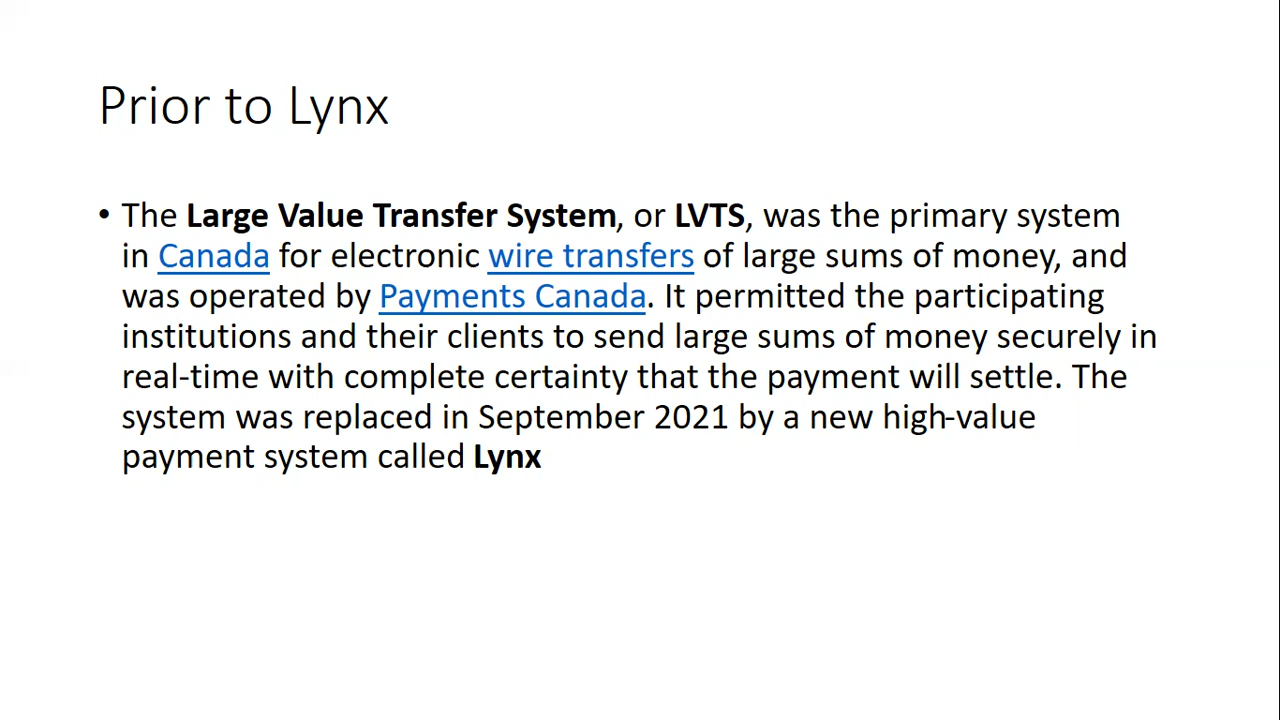 Prior to Lynx
• The Large Value Transfer System, or LVTS, was the primary system
in Canada for electronic wire transfers of large sums of money, and
was operated by Payments Canada. It permitted the participating
institutions and their clients to send large sums of money securely in
real-time with complete certainty that the payment will settle. The
system was replaced in September 2021 by a new high-value
payment system called Lynx